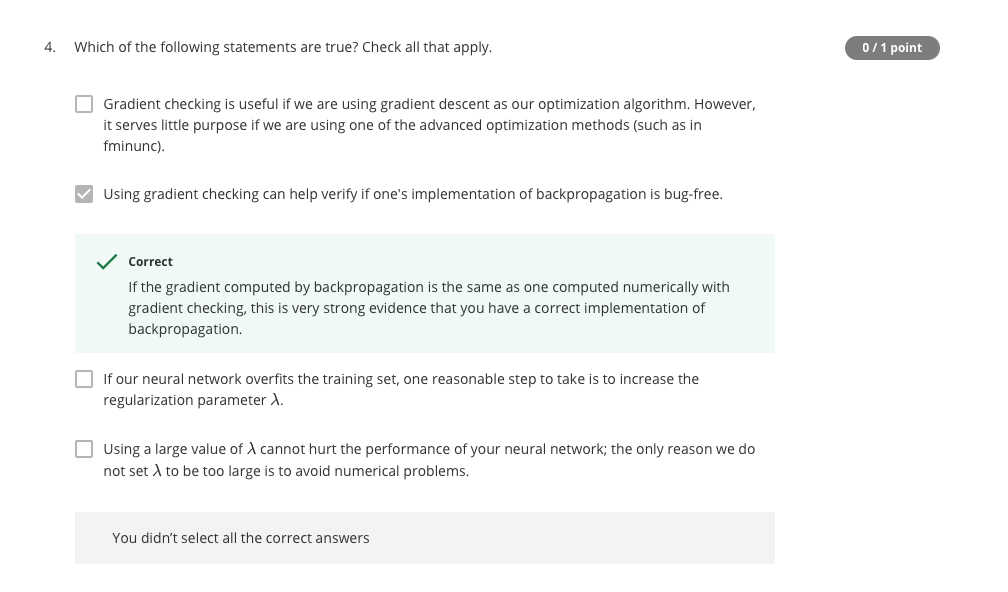 4. Which of the following statements are true? Check all that apply.
0 / 1 point
Gradient checking is useful if we are using gradient descent as our optimization algorithm. However,
it serves little purpose if we are using one of the advanced optimization methods (such as in
fminunc).
Using gradient checking can help verify if one's implementation of backpropagation is bug-free.
Correct
If the gradient computed by backpropagation is the same as one computed numerically with
gradient checking, this is very strong evidence that you have a correct implementation of
backpropagation.
If our neural network overfits the training set, one reasonable step to take is to increase the
regularization parameter λ.
Using a large value of λ cannot hurt the performance of your neural network; the only reason we do
not set λ to be too large is to avoid numerical problems.
You didn’t select all the correct answers